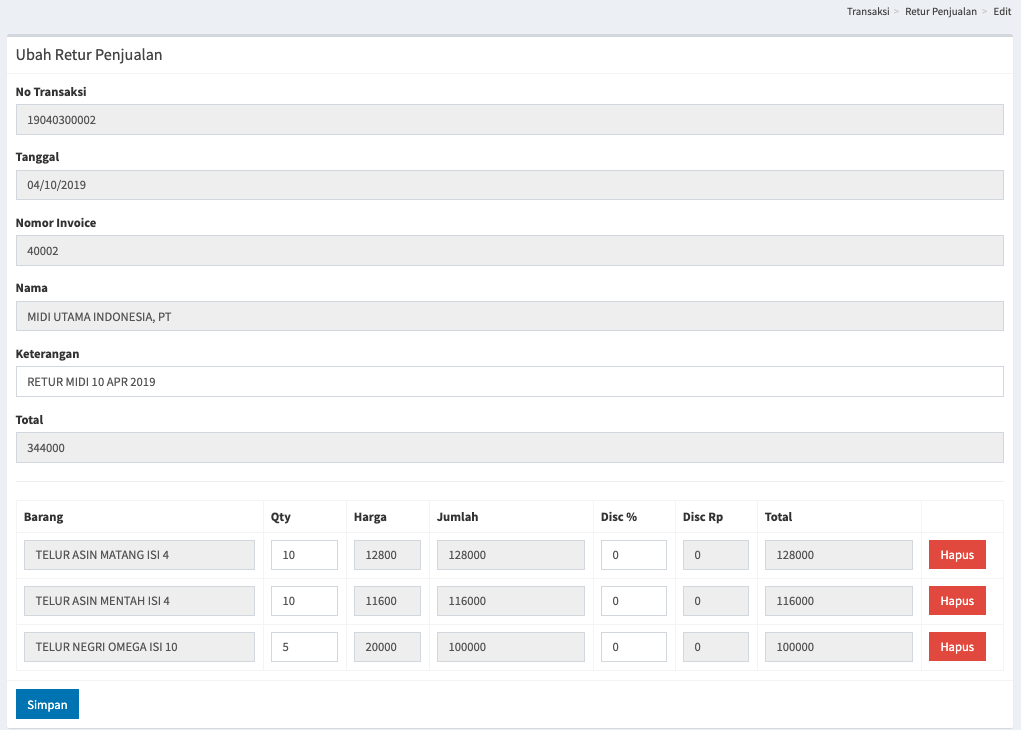 Transaksi > Retur Penjualan > Edit
Ubah Retur Penjualan
No Transaksi
19040300002
Tanggal
04/10/2019
Nomor Invoice
40002
Nama
MIDI UTAMA INDONESIA, PT
Keterangan
RETUR MIDI 10 APR 2019
Total
344000
Barang Qty Harga Jumlah Disc % Disc Rp Total
TELUR ASIN MATANG ISI 4 10 12800 128000 0 0 128000 Hapus
TELUR ASIN MENTAH ISI 4 10 11600 116000 0 0 116000 Hapus
TELUR NEGRI OMEGA ISI 10 5 20000 100000 0 0 100000 Hapus
Simpan